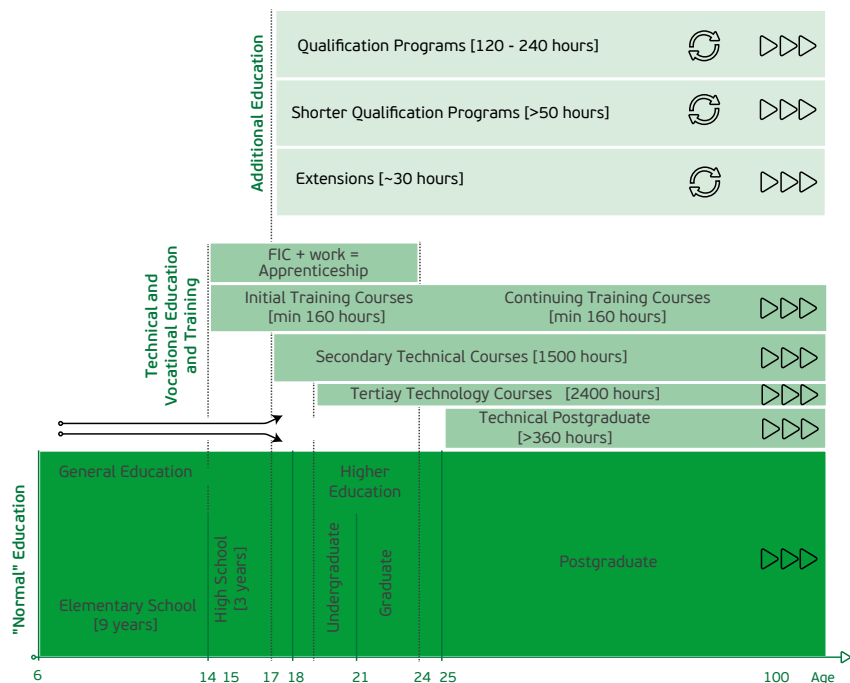 Additional Education
Qualification Programs [120 - 240 hours]
Shorter Qualification Programs [>50 hours]
Extensions [~30 hours]
Technical and
Vocational Education
and Training
FIC + work =
Apprenticeship
Initial Training Courses
[min 160 hours]
Continuing Training Courses
[min 160 hours]
Secondary Technical Courses [1500 hours]
Tertiay Technology Courses [2400 hours]
Technical Postgraduate
[>360 hours]
"Normal" Education
General Education
Higher
Education
Elementary School
[9 years]
High School
[3 years]
Undergraduate
Graduate
Postgraduate
6 14 15 17 18 21 24 25 100 Age